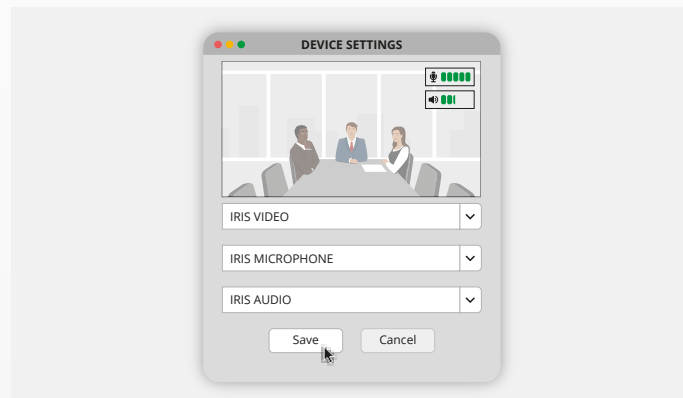 DEVICE SETTINGS
IRIS VIDEO
IRIS MICROPHONE
IRIS AUDIO
Save
Cancel